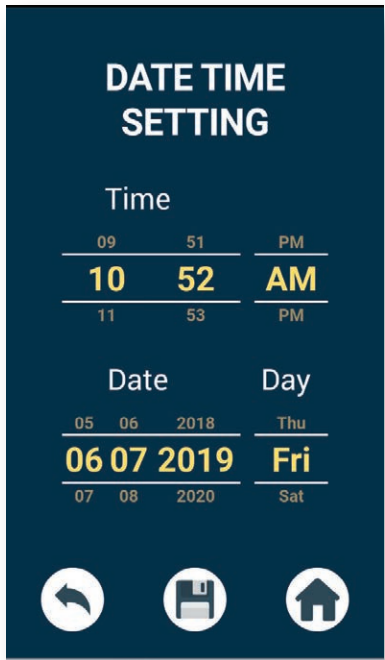 DATE TIME
SETTING
Time
09 51 PM
10 52 AM
11 53 PM
Date Day
05 06 2018 Thu
06 07 2019 Fri
07 08 2020 Sat